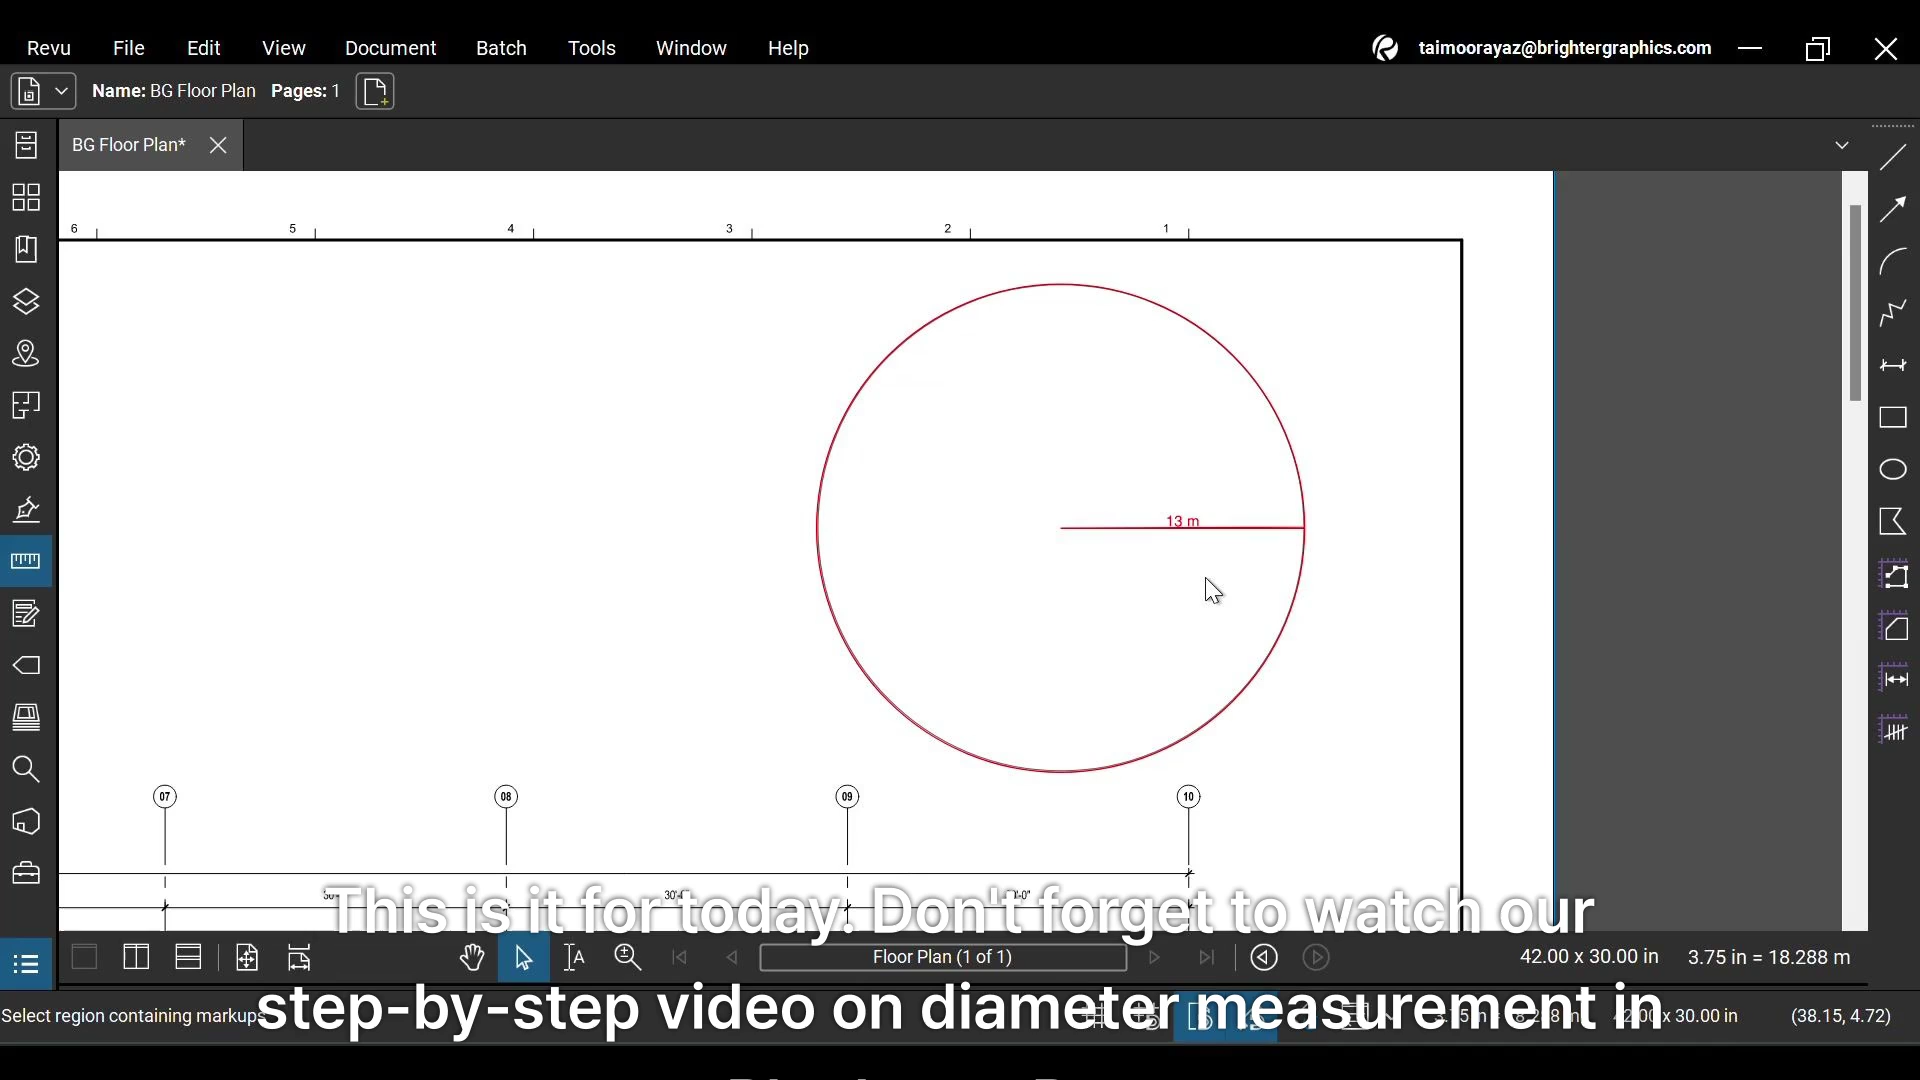 Revu File Edit View Document Batch Tools Window Help taimoorayaz@brightergraphics.com
Name: BG Floor Plan Pages: 1
BG Floor Plan*
6 5 4 3 2 1
13 m
07 08 09 10
This is it for today. Don't forget to watch our
Floor Plan (1 of 1) 42.00 x 30.00 in 3.75 in = 18.288 m
step-by-step video on diameter measurement in
Select region containing markups
x 30.00 in (38.15, 4.72)